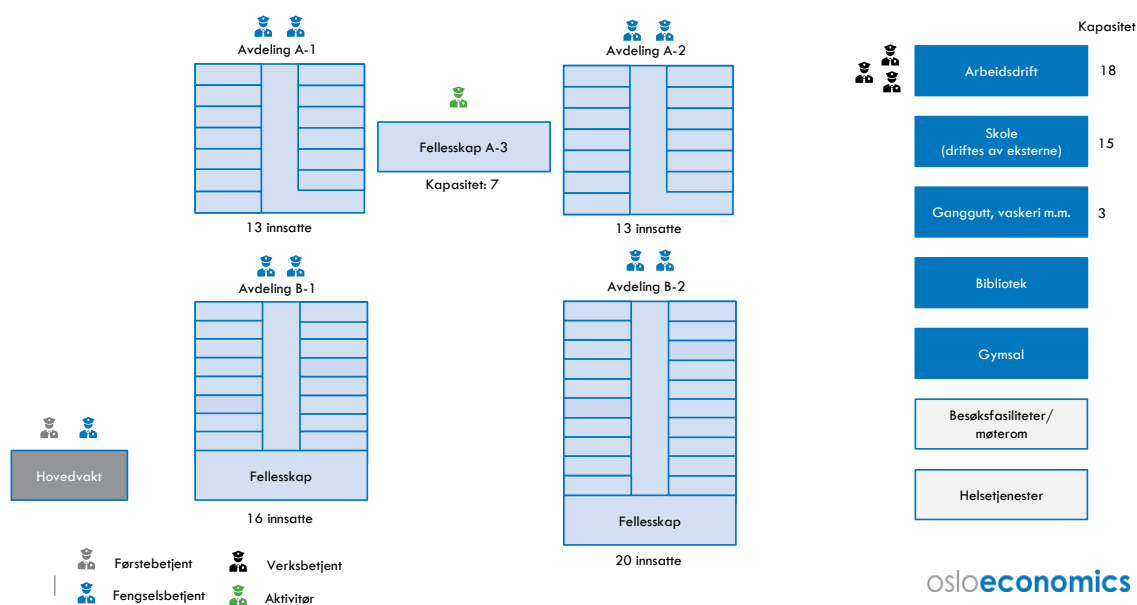 Kapasitet
Avdeling A-1
Avdeling A-2
Arbeidsdrift
18
Fellesskap A-3
Kapasitet: 7
Skole
(driftes av eksterne)
15
13 innsatte
13 innsatte
Ganggutt, vaskeri m.m.
3
Avdeling B-1
Avdeling B-2
Bibliotek
Gymsal
Besøksfasiliteter/
møterom
Hovedvakt
Fellesskap
Helsetjenester
16 innsatte
Fellesskap
20 innsatte
Førstebetjent
Verksbetjent
Fengselsbetjent
Aktivitør
osloeconomics